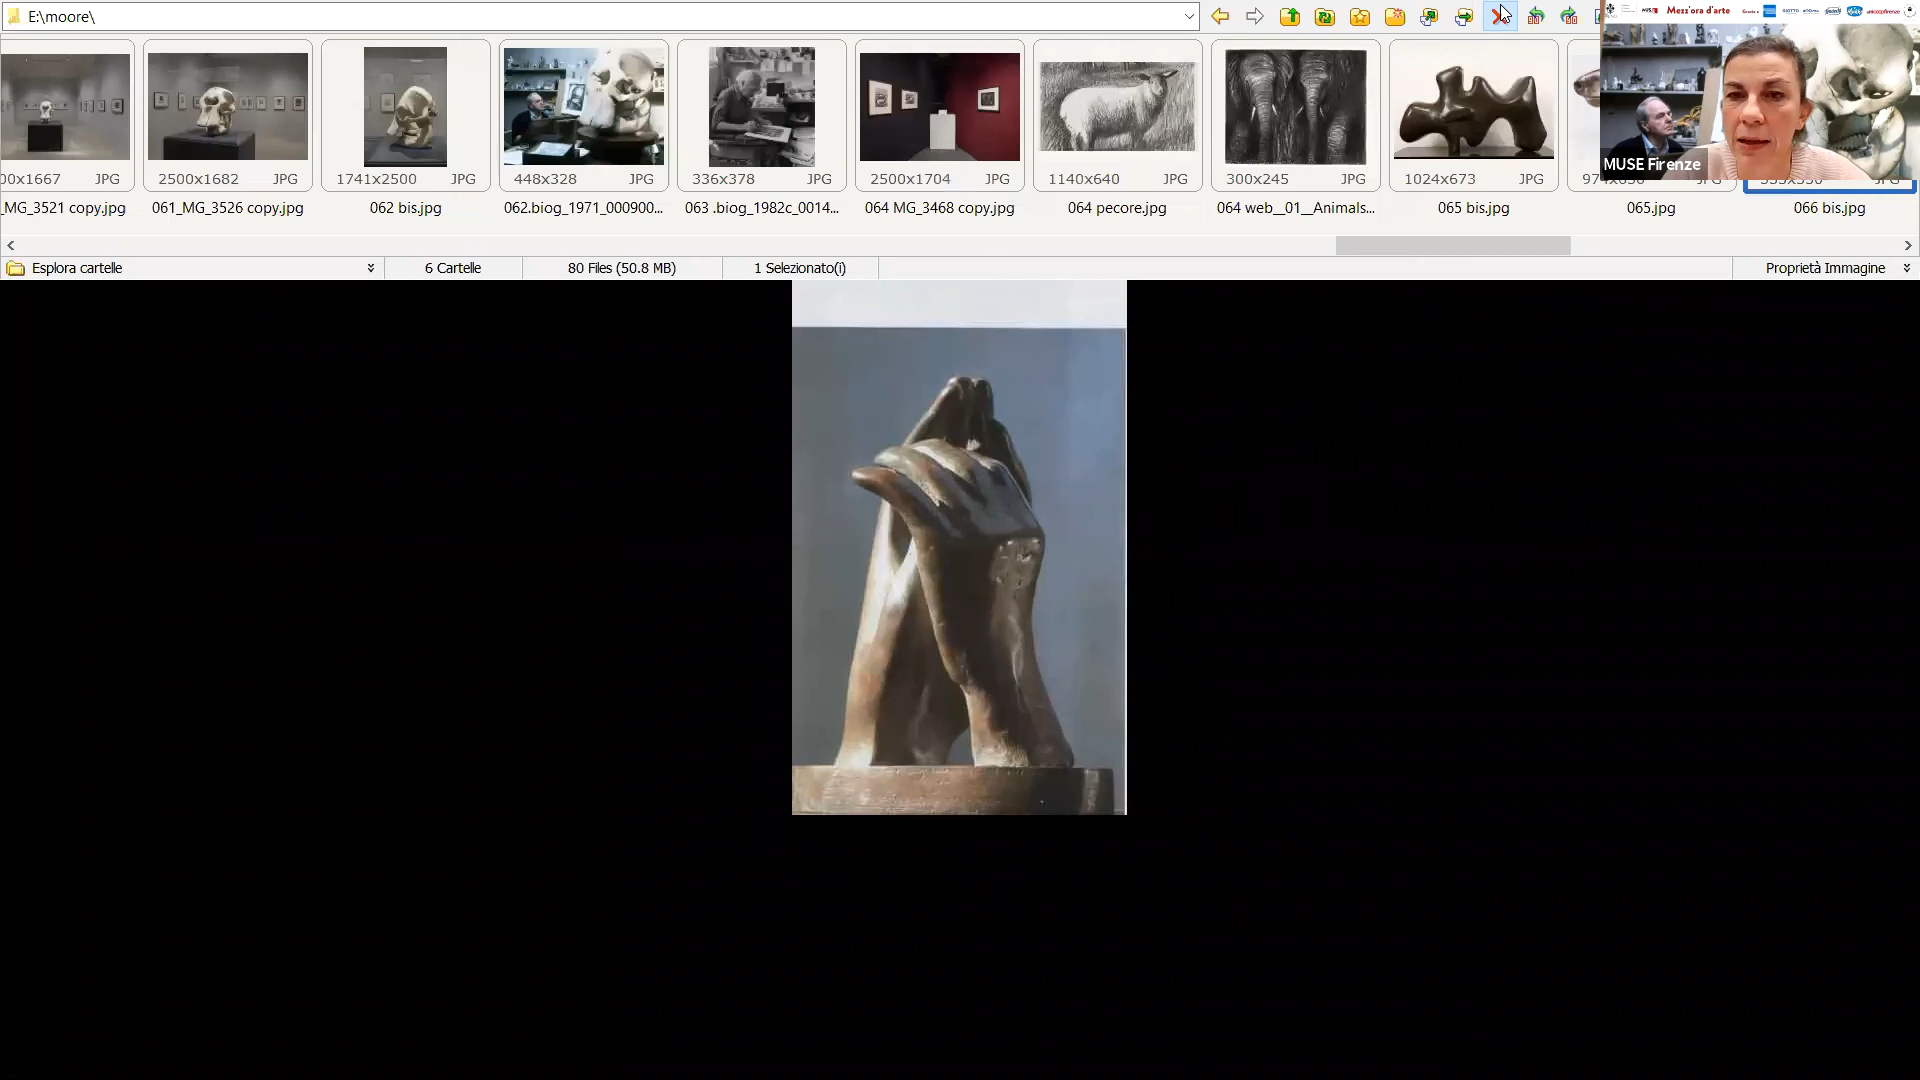 E:\moore\
Mezz'ora d'arte
MUSE Firenze
00x1667 JPG
2500x1682 JPG
1741x2500 JPG
448x328 JPG
336x378 JPG
2500x1704 JPG
1140x640 JPG
300x245 JPG
1024x673 JPG
_MG_3521 copy.jpg
061_MG_3526 copy.jpg
062 bis.jpg
062.biog_1971_000900...
063 .biog_1982c_0014...
064 MG_3468 copy.jpg
064 pecore.jpg
064 web__01__Animals...
065 bis.jpg
065.jpg
066 bis.jpg
Esplora cartelle
6 Cartelle
80 Files (50.8 MB)
1 Selezionato(i)
Proprietà Immagine